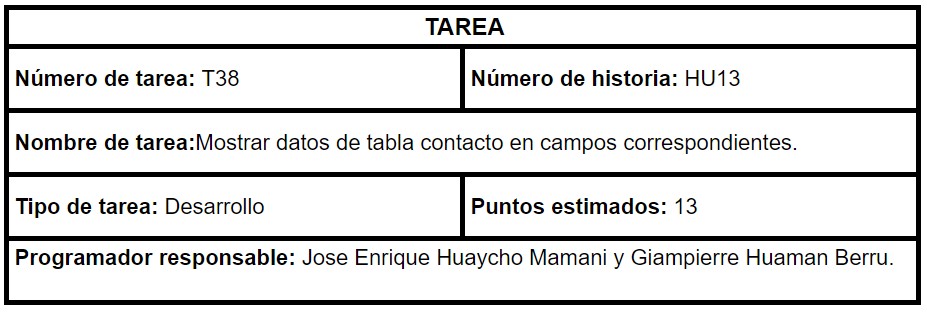 TAREA
Número de tarea: T38
Número de historia: HU13
Nombre de tarea:Mostrar datos de tabla contacto en campos correspondientes.
Tipo de tarea: Desarrollo
Puntos estimados: 13
Programador responsable: Jose Enrique Huaycho Mamani y Giampierre Huaman Berru.